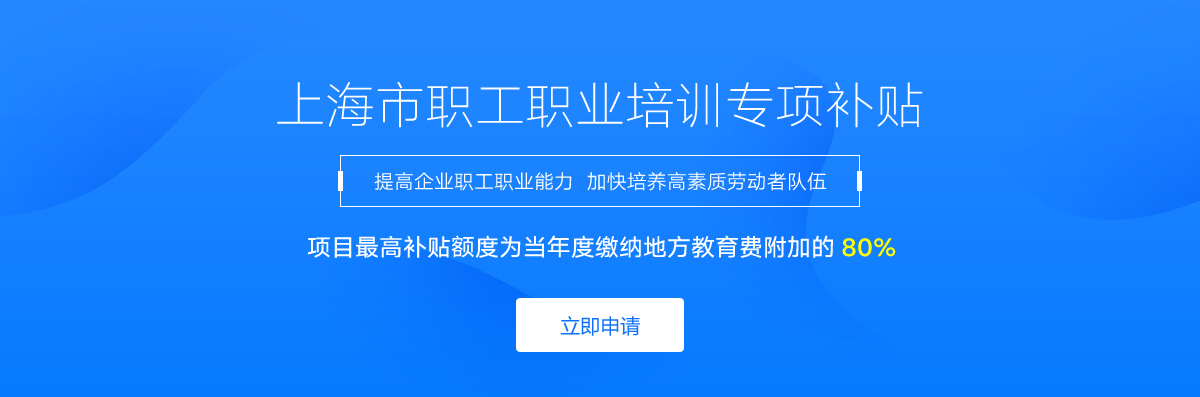 上海市职工职业培训专项补贴
提高企业职工职业能力 加快培养高素质劳动者队伍
项目最高补贴额度为当年度缴纳地方教育费附加的 80%
立即申请